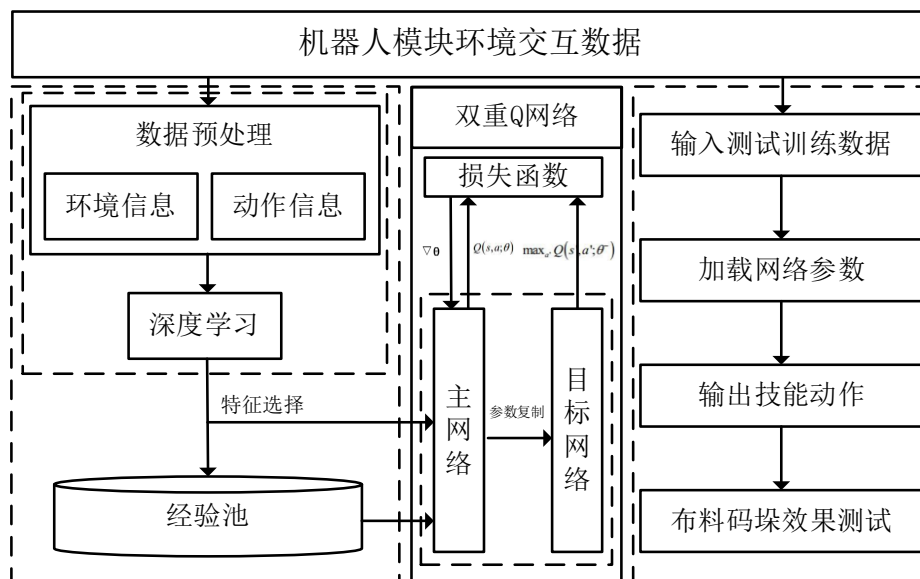 机器人模块环境交互数据
数据预处理
环境信息
动作信息
深度学习
特征选择
经验池
双重Q网络
损失函数
▽θ
Q(s,a;θ)
max_a' Q(s',a';θ⁻)
主网络
参数复制
目标网络
输入测试训练数据
加载网络参数
输出技能动作
布料码垛效果测试